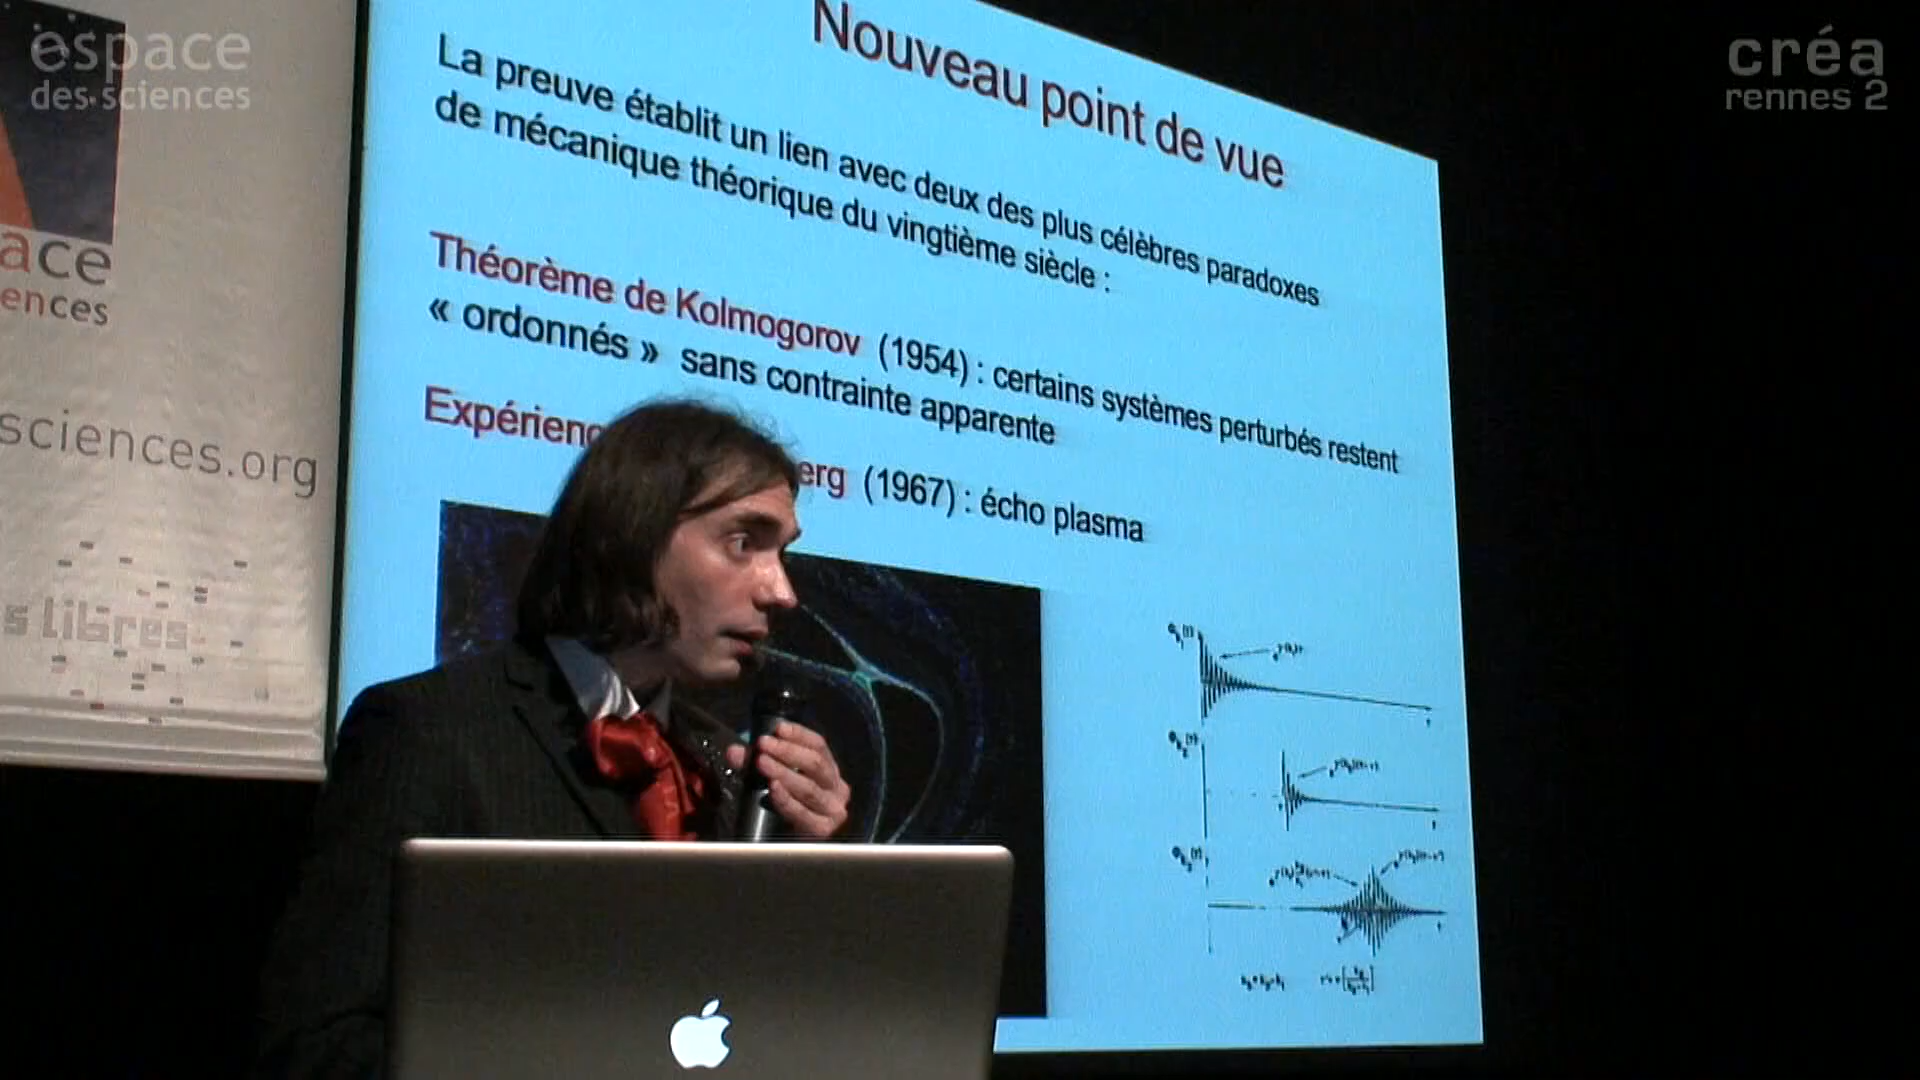 espace
des sciences
créa
rennes 2
ace
ences
sciences.org
s libres
Nouveau point de vue
La preuve établit un lien avec deux des plus célèbres paradoxes
de mécanique théorique du vingtième siècle :
Théorème de Kolmogorov (1954) : certains systèmes perturbés restent
« ordonnés » sans contrainte apparente
Expérienc
erg (1967) : écho plasma